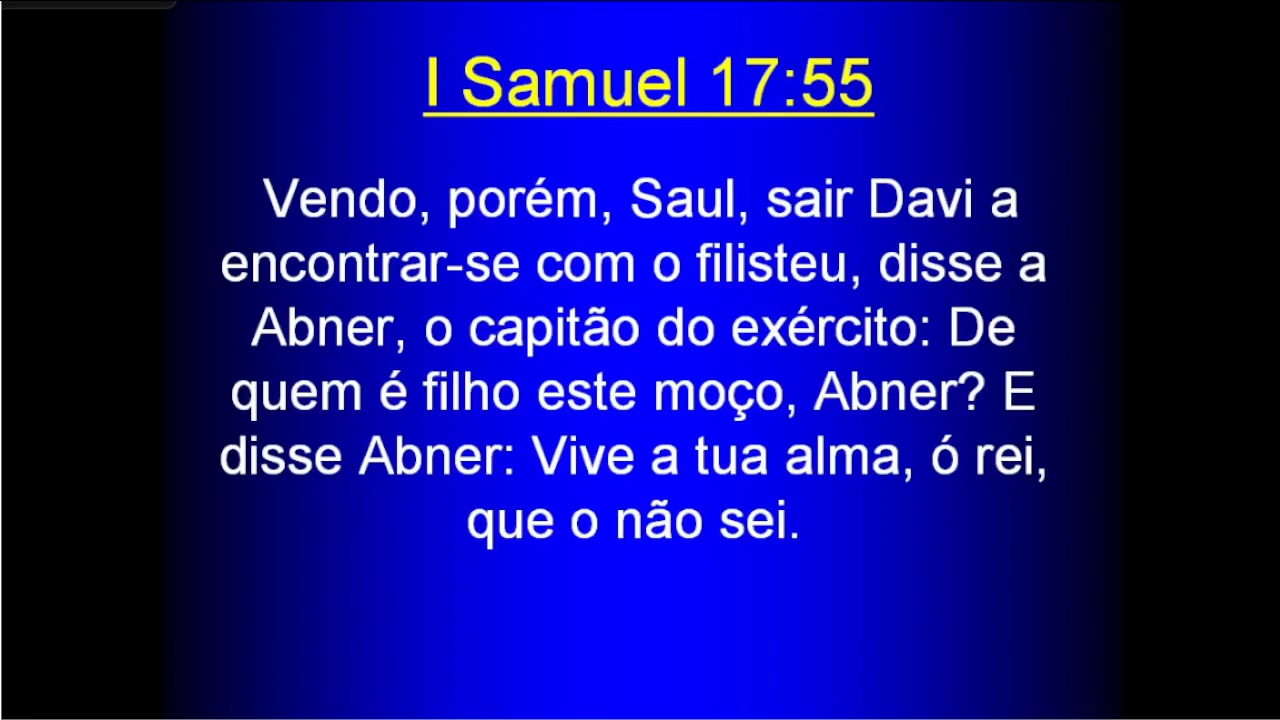 I Samuel 17:55
Vendo, porém, Saul, sair Davi a
encontrar-se com o filisteu, disse a
Abner, o capitão do exército: De
quem é filho este moço, Abner? E
disse Abner: Vive a tua alma, ó rei,
que o não sei.